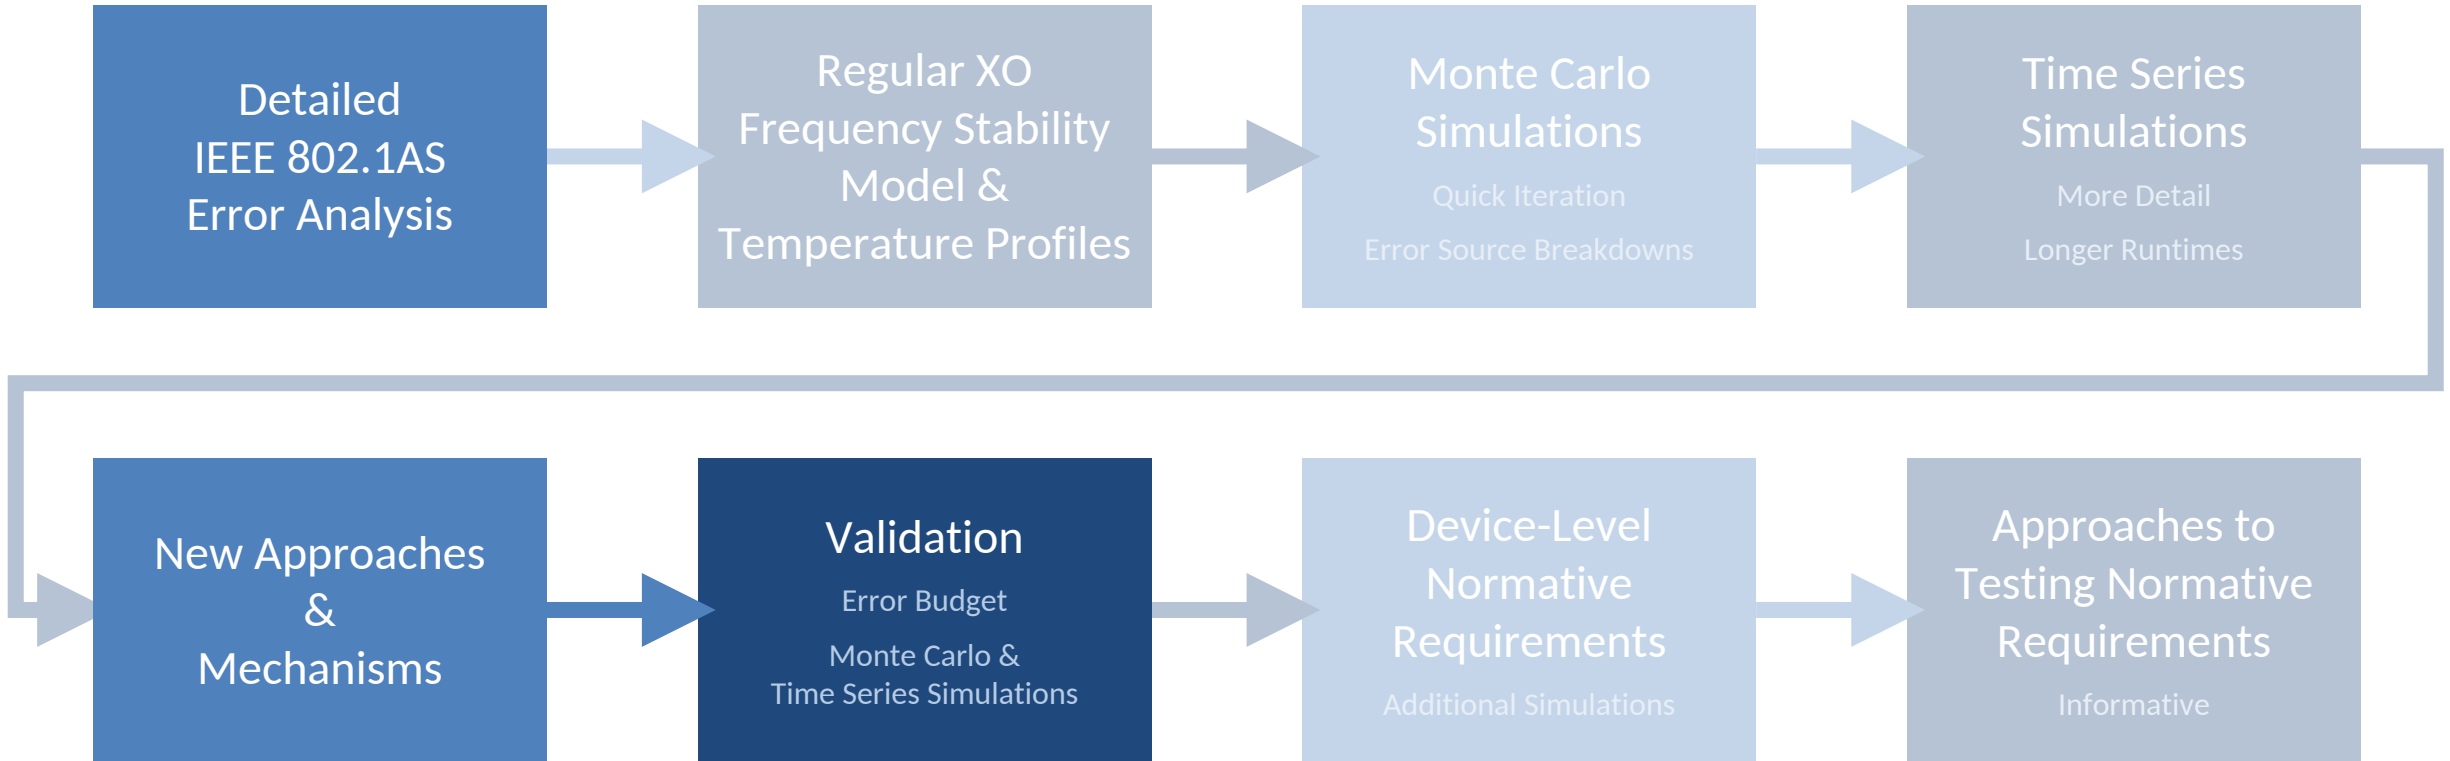 Detailed
IEEE 802.1AS
Error Analysis
Regular XO
Frequency Stability
Model &
Temperature Profiles
Monte Carlo
Simulations
Quick Iteration
Error Source Breakdowns
Time Series
Simulations
More Detail
Longer Runtimes
New Approaches
&
Mechanisms
Validation
Error Budget
Monte Carlo &
Time Series Simulations
Device-Level
Normative
Requirements
Additional Simulations
Approaches to
Testing Normative
Requirements
Informative